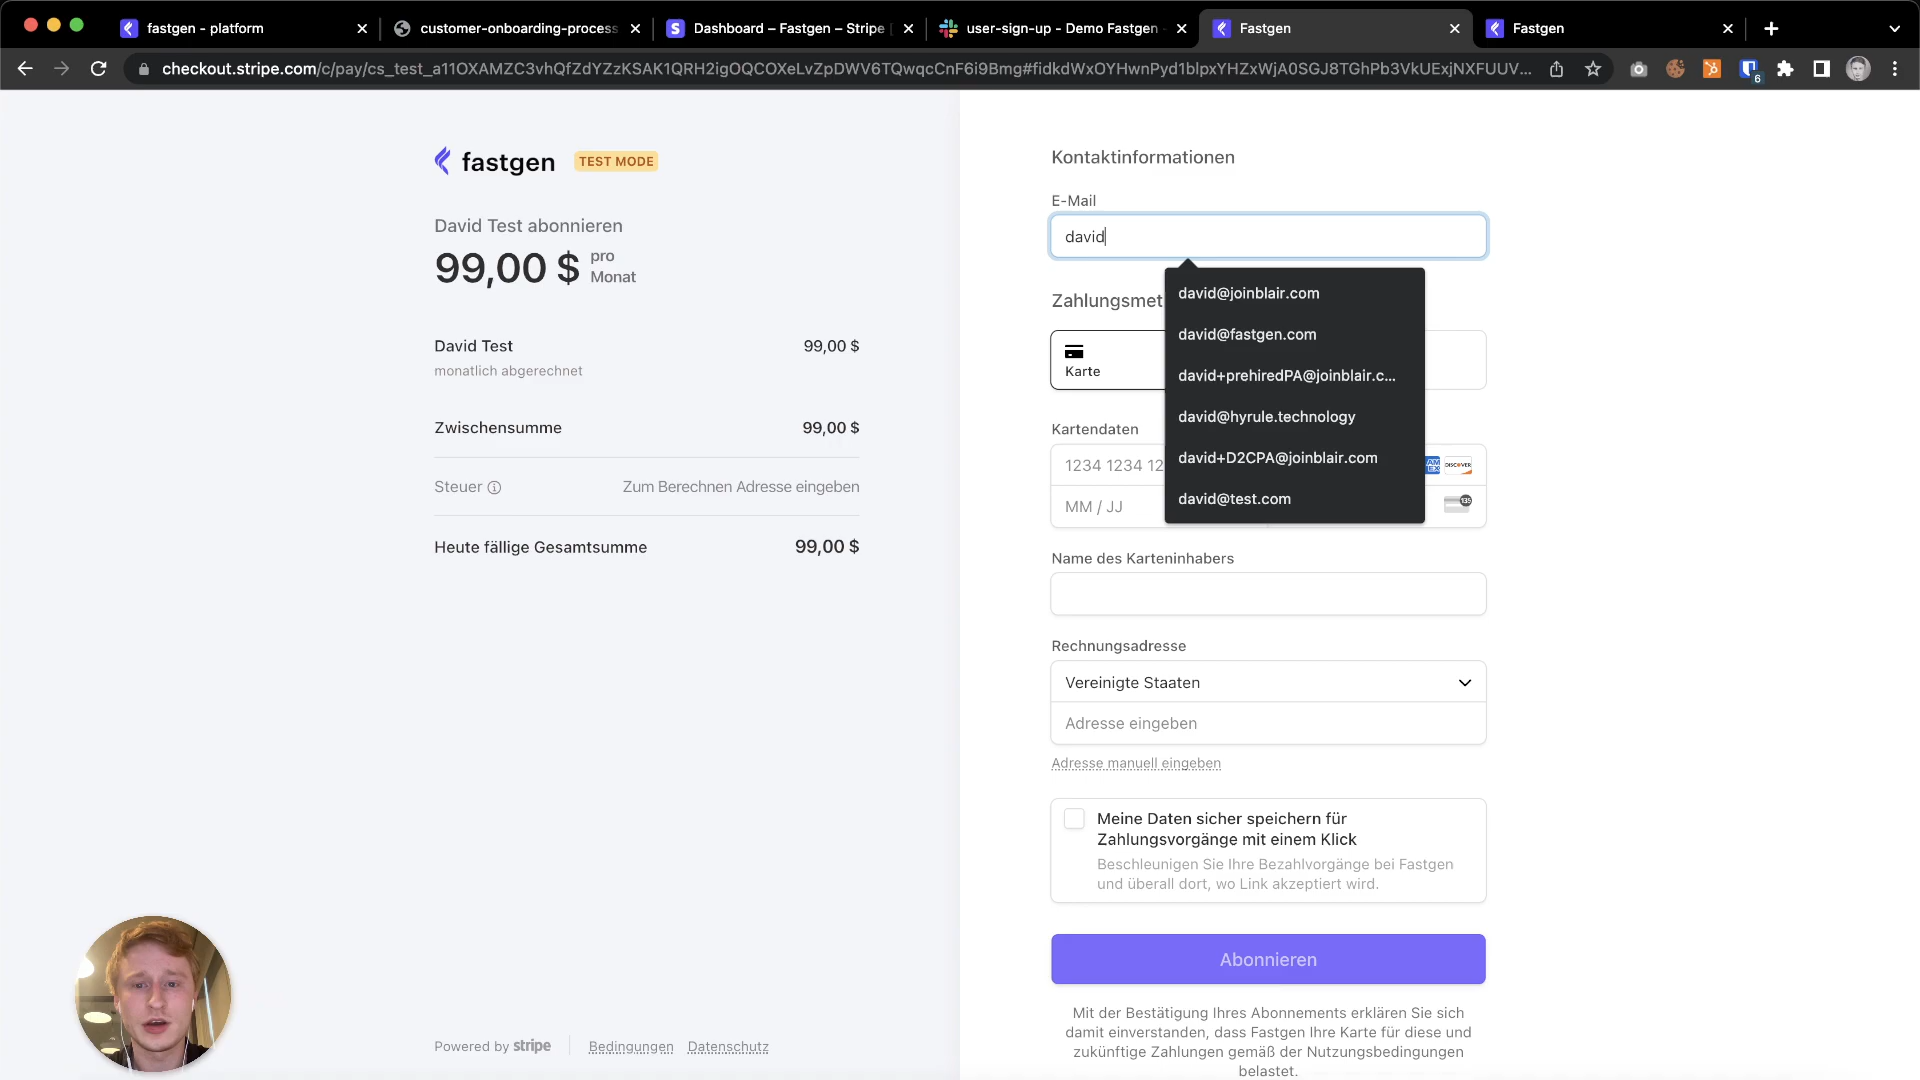 fastgen - platform
customer-onboarding-process
Dashboard – Fastgen – Stripe
user-sign-up - Demo Fastgen
Fastgen
Fastgen
checkout.stripe.com/c/pay/cs_test_a11OXAMZC3vhQfZdYZzKSAK1QRH2igOQCOXeLvZpDWV6TQwqcCnF6i9Bmg#fidkdWxOYHwnPyd1blpxYHZxWjA0SGJ8TGhPb3VkUExjNXFUUV...
6
fastgen
TEST MODE
David Test abonnieren
99,00 $
pro
Monat
David Test
99,00 $
monatlich abgerechnet
Zwischensumme
99,00 $
Steuer
Zum Berechnen Adresse eingeben
Heute fällige Gesamtsumme
99,00 $
Powered by stripe
Bedingungen
Datenschutz
Kontaktinformationen
E-Mail
david
david@joinblair.com
david@fastgen.com
david+prehiredPA@joinblair.c...
david@hyrule.technology
david+D2CPA@joinblair.com
david@test.com
Zahlungsmet
Karte
Kartendaten
1234 1234 12
AM
EX
DISCOVER
MM / JJ
135
Name des Karteninhabers
Rechnungsadresse
Vereinigte Staaten
Adresse eingeben
Adresse manuell eingeben
Meine Daten sicher speichern für
Zahlungsvorgänge mit einem Klick
Beschleunigen Sie Ihre Bezahlvorgänge bei Fastgen
und überall dort, wo Link akzeptiert wird.
Abonnieren
Mit der Bestätigung Ihres Abonnements erklären Sie sich
damit einverstanden, dass Fastgen Ihre Karte für diese und
zukünftige Zahlungen gemäß der Nutzungsbedingungen
belastet.